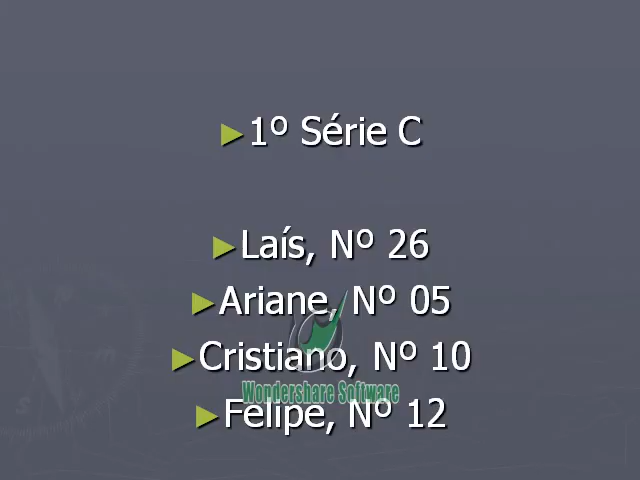 ►1º Série C
►Laís, Nº 26
►Ariane, Nº 05
►Cristiano, Nº 10
Wondershare Software
►Felipe, Nº 12